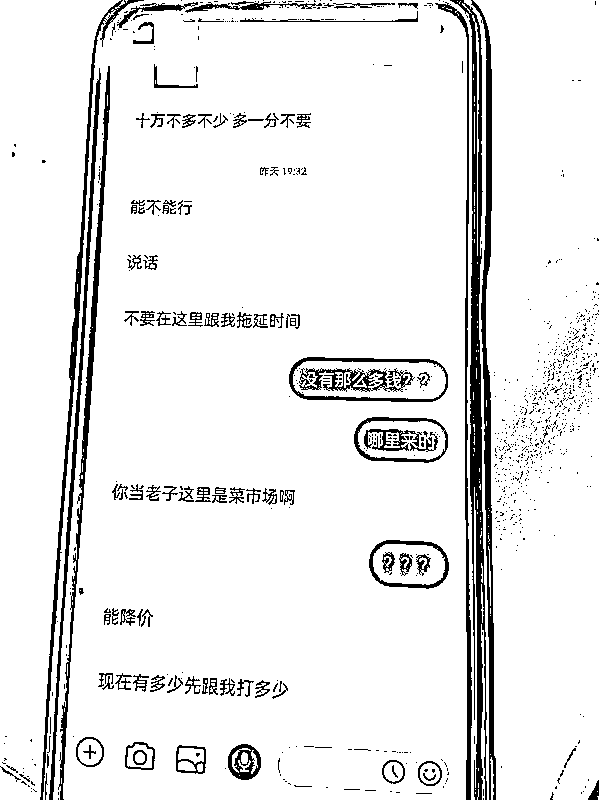 十万不多不少 多一分不要
昨天 19:32
能不能行
说话
不要在这里跟我拖延时间
没有那么多钱??
哪里来的
你当老子这里是菜市场啊
???
能降价
现在有多少先跟我打多少